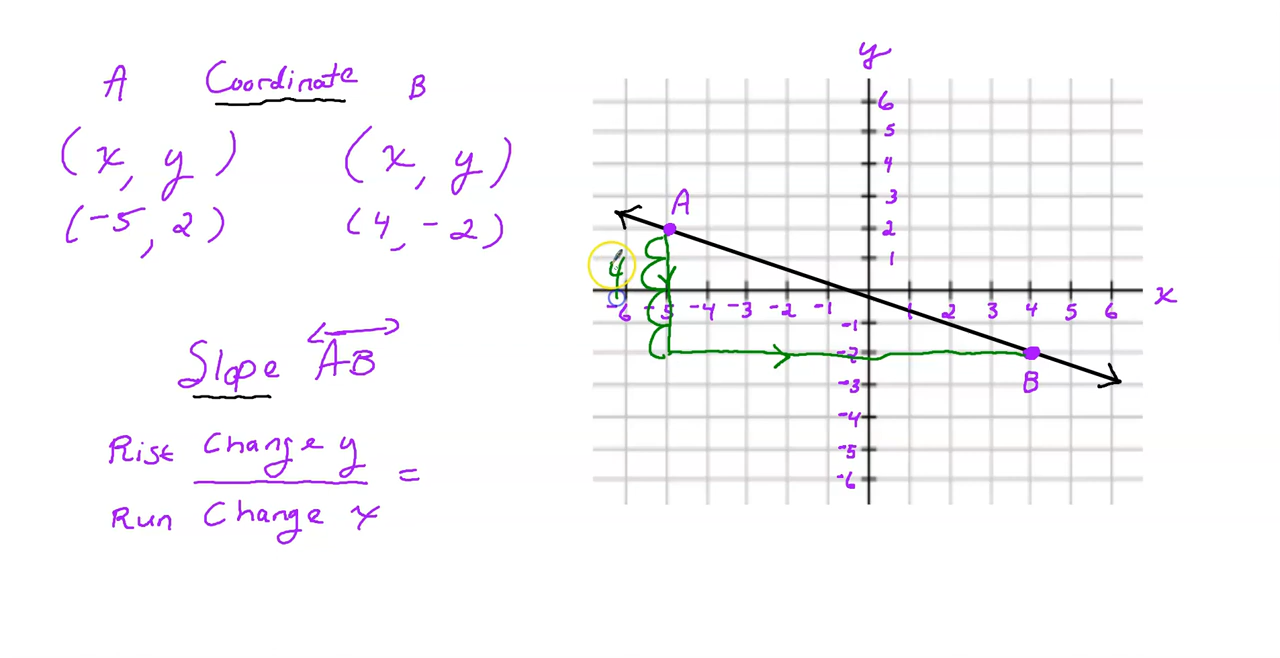 A Coordinate B
(x, y) (x, y)
(-5, 2) (4, -2)
Slope AB
Rise Change y
=
Run Change x
y
6
5
4
3
2
1
A
4
-6 -5 -4 -3 -2 -1 1 2 3 4 5 6 x
-1
-2
B
-3
-4
-5
-6